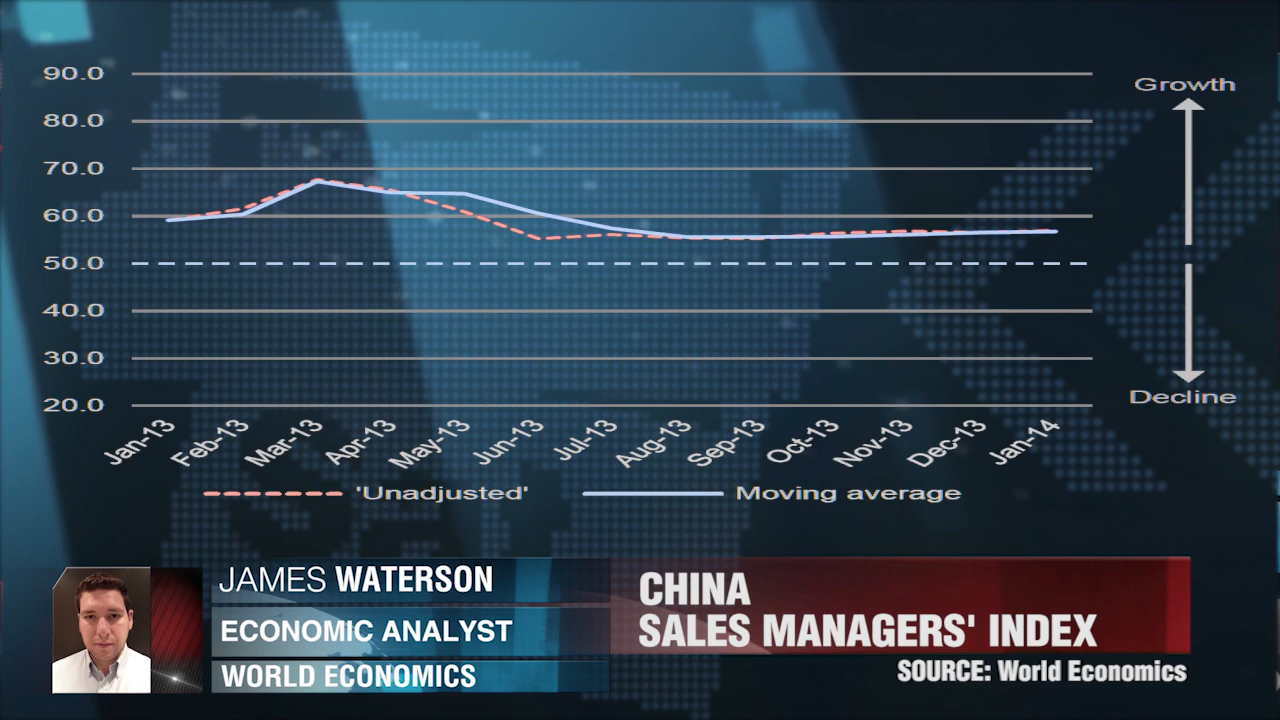 90.0
Growth
80.0
70.0
60.0
50.0
40.0
30.0
20.0
Decline
Jan-13 Feb-13 Mar-13 Apr-13 May-13 Jun-13 Jul-13 Aug-13 Sep-13 Oct-13 Nov-13 Dec-13 Jan-14
'Unadjusted' Moving average
JAMES WATERSON
ECONOMIC ANALYST
WORLD ECONOMICS
CHINA
SALES MANAGERS' INDEX
SOURCE: World Economics